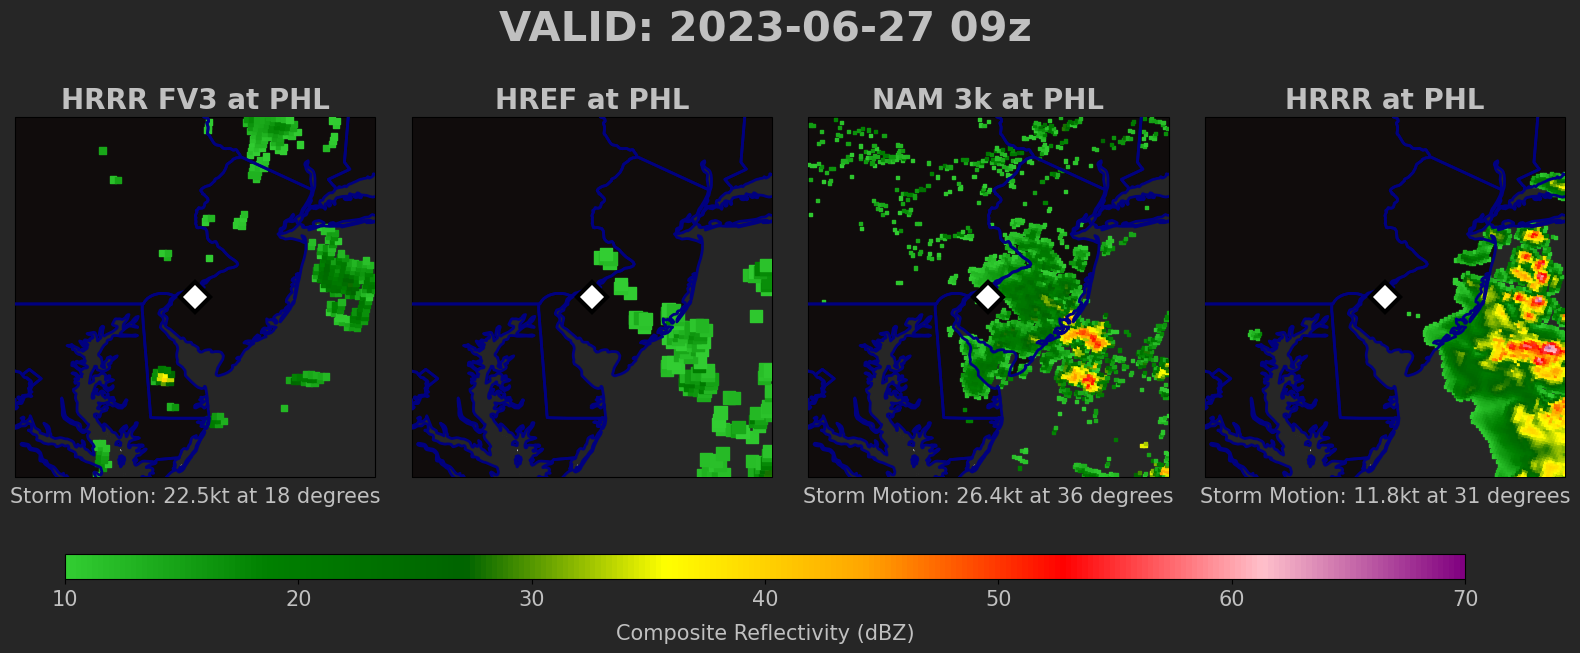 VALID: 2023-06-27 09z
HRRR FV3 at PHL
HREF at PHL
NAM 3k at PHL
HRRR at PHL
Storm Motion: 22.5kt at 18 degrees
Storm Motion: 26.4kt at 36 degrees
Storm Motion: 11.8kt at 31 degrees
10 20 30 40 50 60 70
Composite Reflectivity (dBZ)